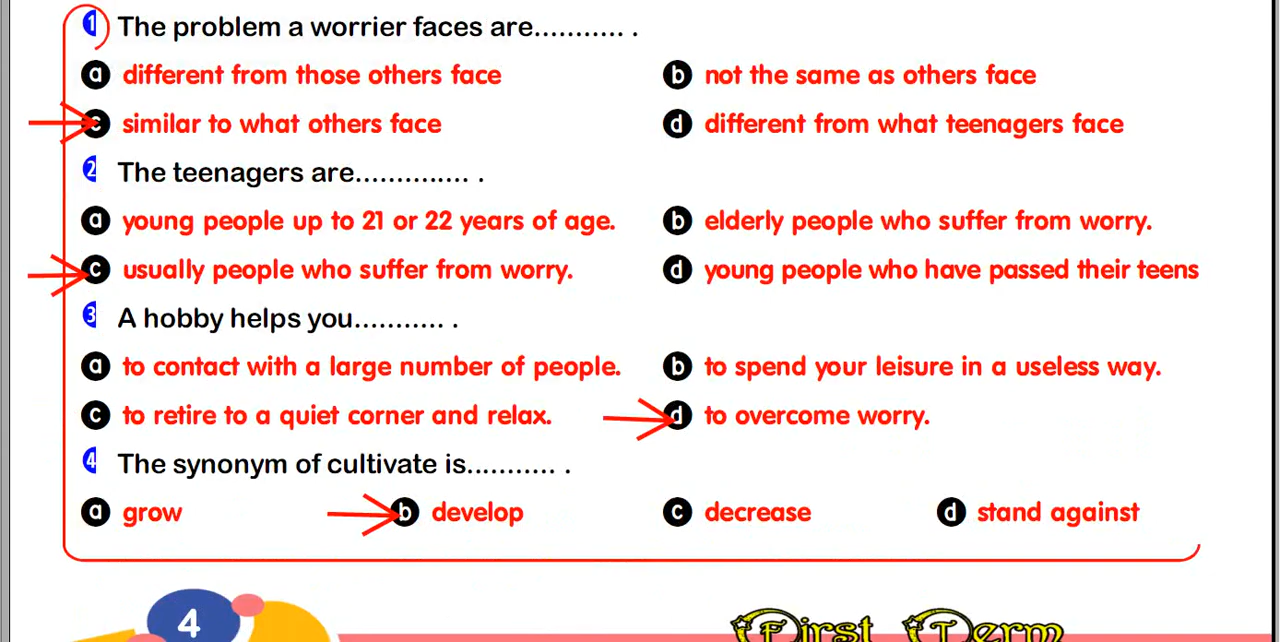 1 The problem a worrier faces are........... .
a different from those others face b not the same as others face
c similar to what others face d different from what teenagers face
2 The teenagers are.............. .
a young people up to 21 or 22 years of age. b elderly people who suffer from worry.
c usually people who suffer from worry. d young people who have passed their teens
3 A hobby helps you........... .
a to contact with a large number of people. b to spend your leisure in a useless way.
c to retire to a quiet corner and relax. d to overcome worry.
4 The synonym of cultivate is........... .
a grow b develop c decrease d stand against
4 First Term